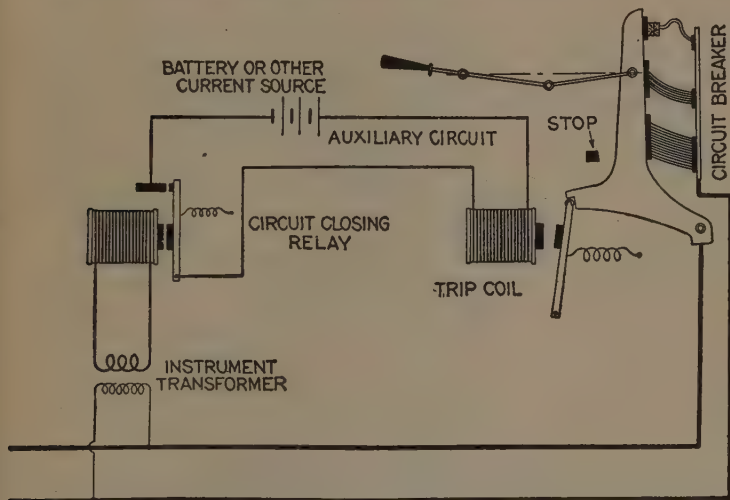 BATTERY OR OTHER
CURRENT SOURCE
AUXILIARY CIRCUIT
STOP
CIRCUIT BREAKER
CIRCUIT CLOSING
RELAY
TRIP COIL
INSTRUMENT
TRANSFORMER